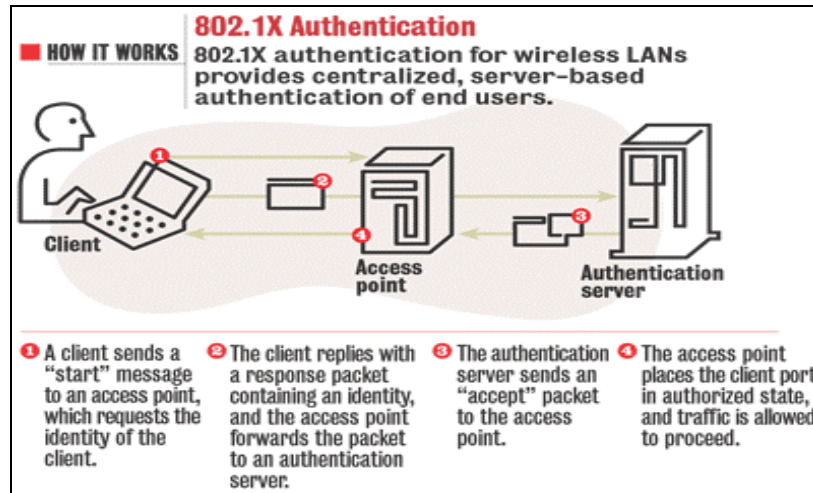 802.1X Authentication
HOW IT WORKS
802.1X authentication for wireless LANs
provides centralized, server-based
authentication of end users.
1
2
3
4
Client
Access
point
Authentication
server
1 A client sends a
“start” message
to an access point,
which requests the
identity of the
client.
2 The client replies with
a response packet
containing an identity,
and the access point
forwards the packet
to an authentication
server.
3 The authentication
server sends an
“accept” packet
to the access
point.
4 The access point
places the client port
in authorized state,
and traffic is allowed
to proceed.